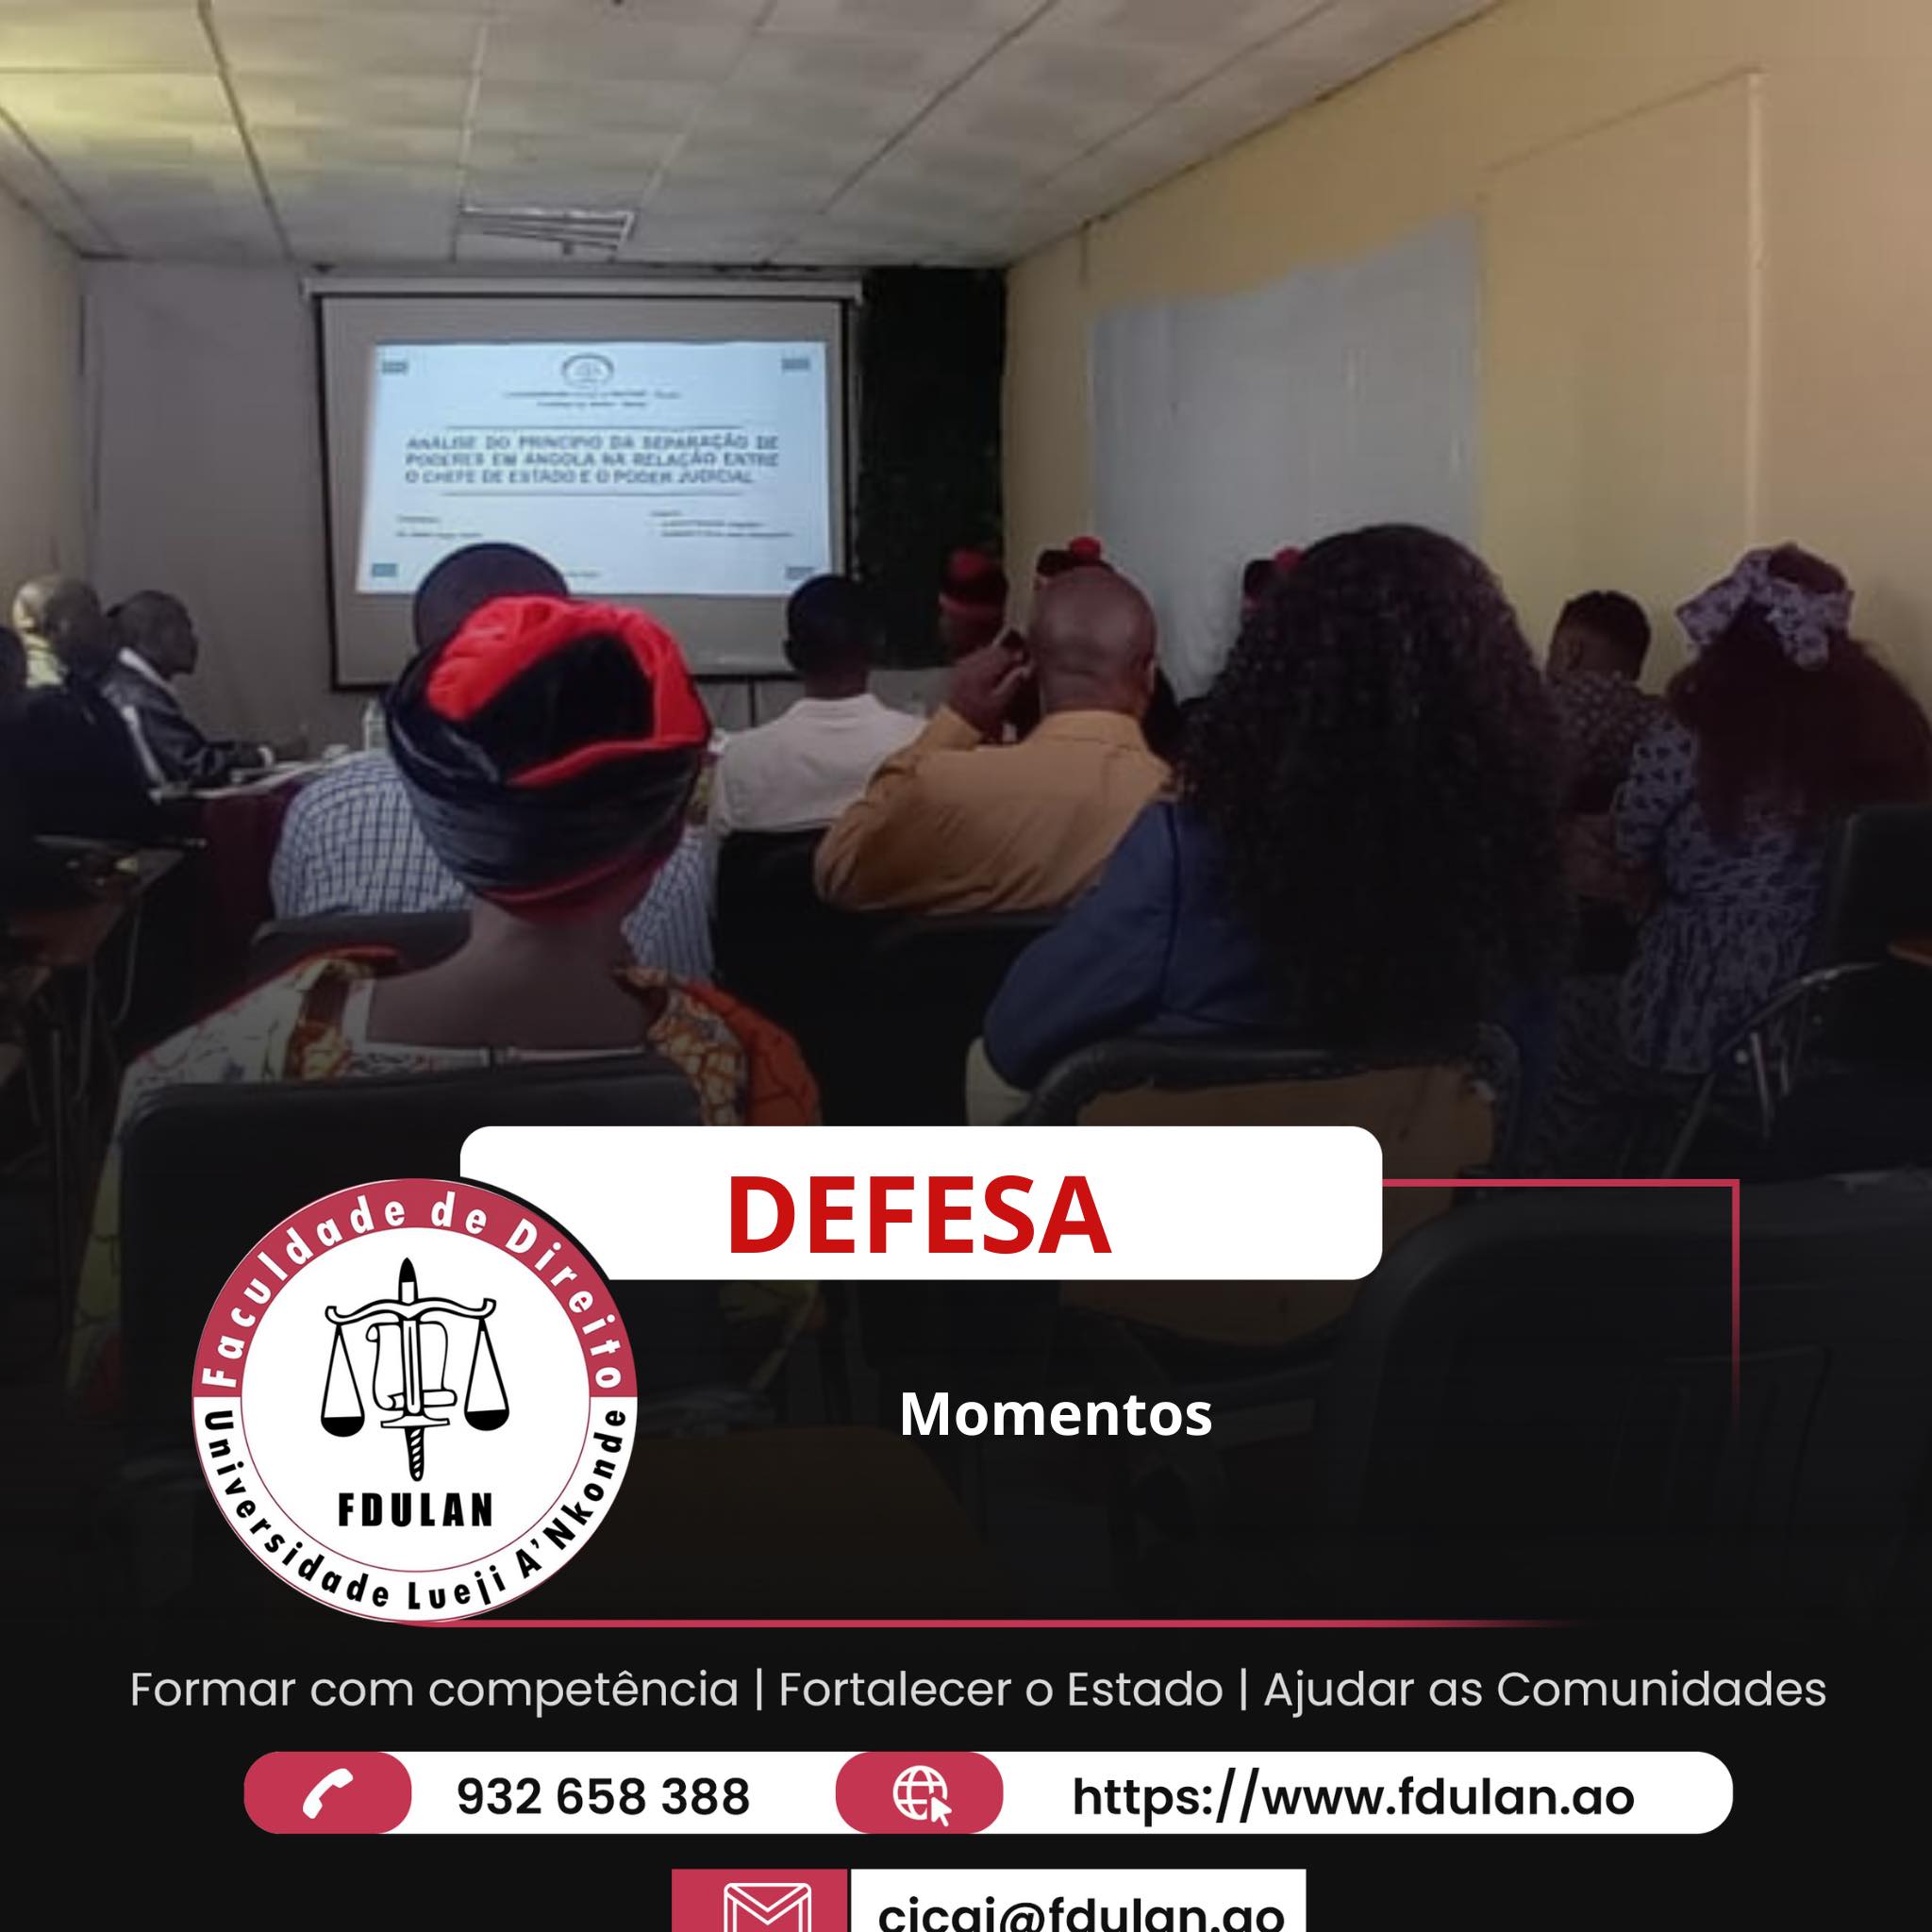 ANÁLISE DO PRINCÍPIO DA SEPARAÇÃO DE
PODERES EM ANGOLA NA RELAÇÃO ENTRE
O CHEFE DE ESTADO E O PODER JUDICIAL
DEFESA
Faculdade de Direito
FDULAN
Universidade Lueji A'Nkonde
Momentos
Formar com competência | Fortalecer o Estado | Ajudar as Comunidades
932 658 388
https://www.fdulan.ao
cicai@fdulan.ao